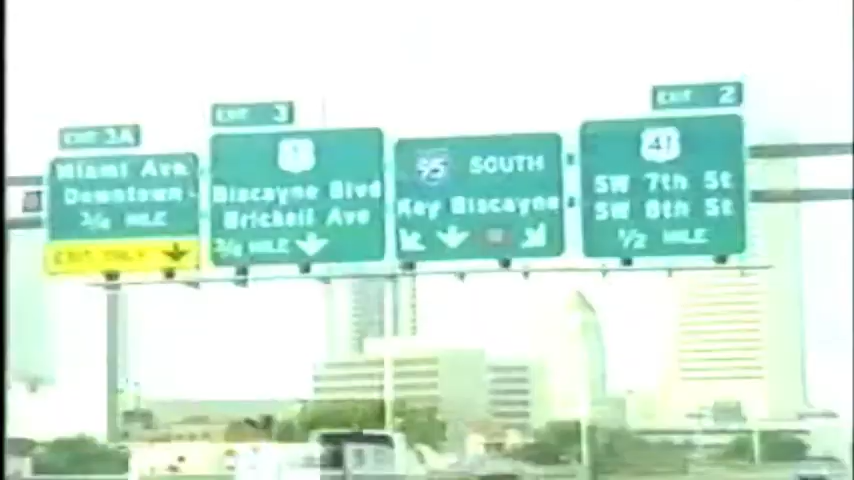 EXIT 3A
Miami Ave
Downtown
3/4 MILE
EXIT ONLY
EXIT 3
1
Biscayne Blvd
Brickell Ave
3/4 MILE
95 SOUTH
Key Biscayne
EXIT 2
41
SW 7th St
SW 8th St
1/2 MILE